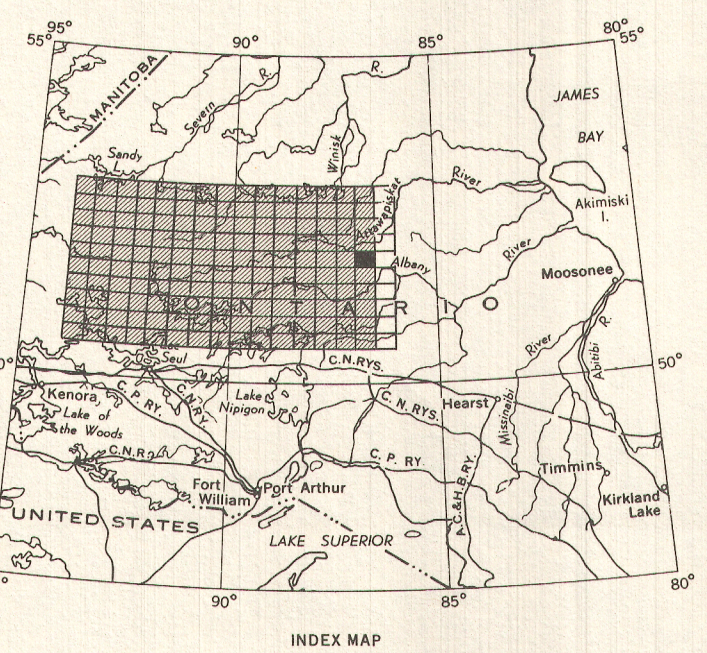 95°
90°
85°
80°
55°
55°
MANITOBA
Severn
R.
R.
Winisk
JAMES
BAY
Sandy
L.
River
Attawapiskat
Akimiski
I.
River
Albany
Moosonee
ONTARIO
River
R.
Abitibi
Seul
C.N.RYS.
50°
0°
Kenora
C. P. RY.
C.N.RY.
Lake
Nipigon
Lake of
the Woods
C. N. RYS.
Hearst
Missinaibi
C.N.R.
C. P. RY.
Timmins
Fort
William
Port Arthur
A.C.&H.B.RY.
Kirkland
Lake
UNITED STATES
LAKE SUPERIOR
90°
85°
80°
INDEX MAP